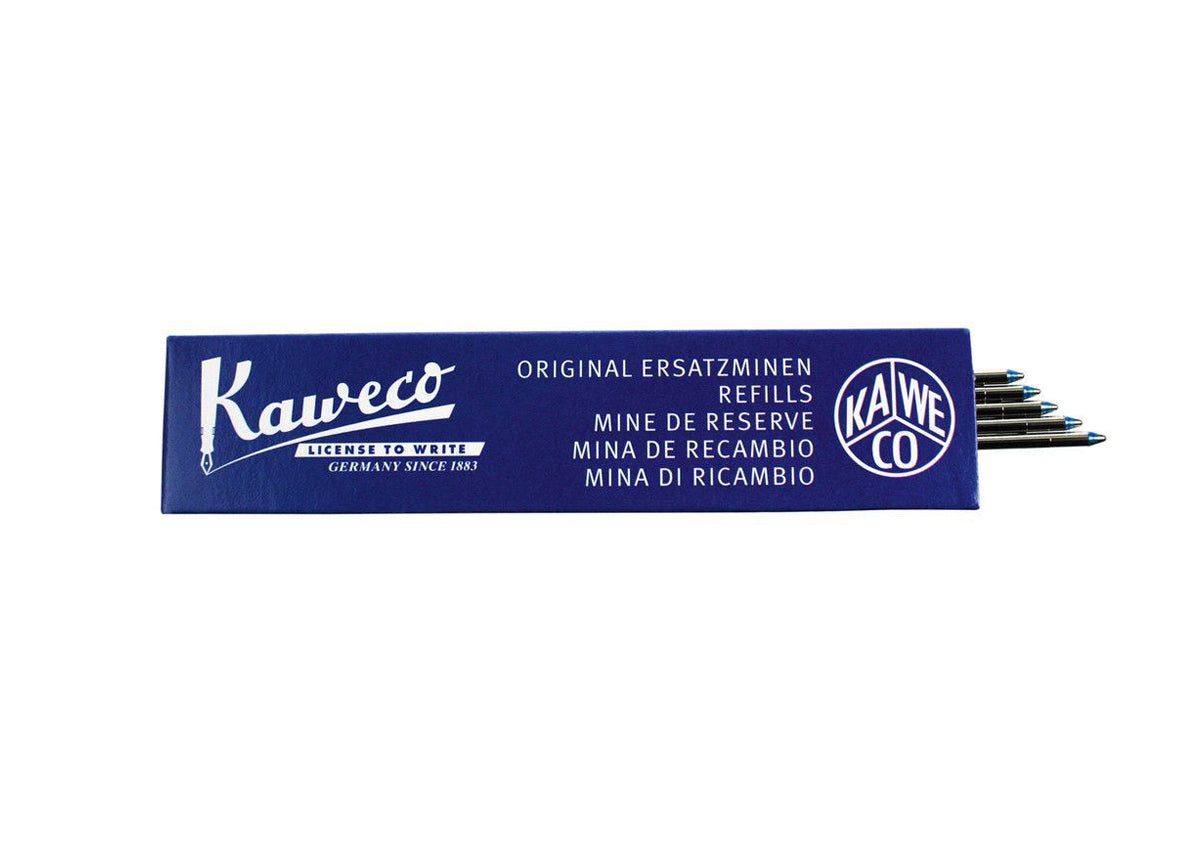 Kaweco
LICENSE TO WRITE
GERMANY SINCE 1883
ORIGINAL ERSATZMINEN
REFILLS
MINE DE RESERVE
MINA DE RECAMBIO
MINA DI RICAMBIO
KA WE
CO